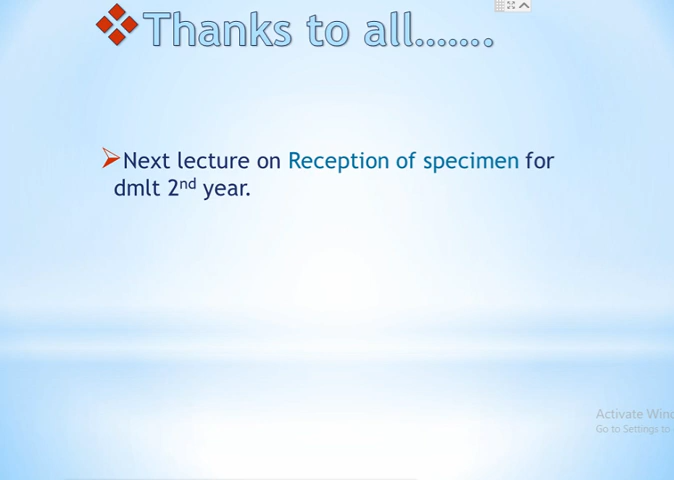 Thanks to all.......
Next lecture on Reception of specimen for
dmlt 2nd year.
Activate Wind
Go to Settings to